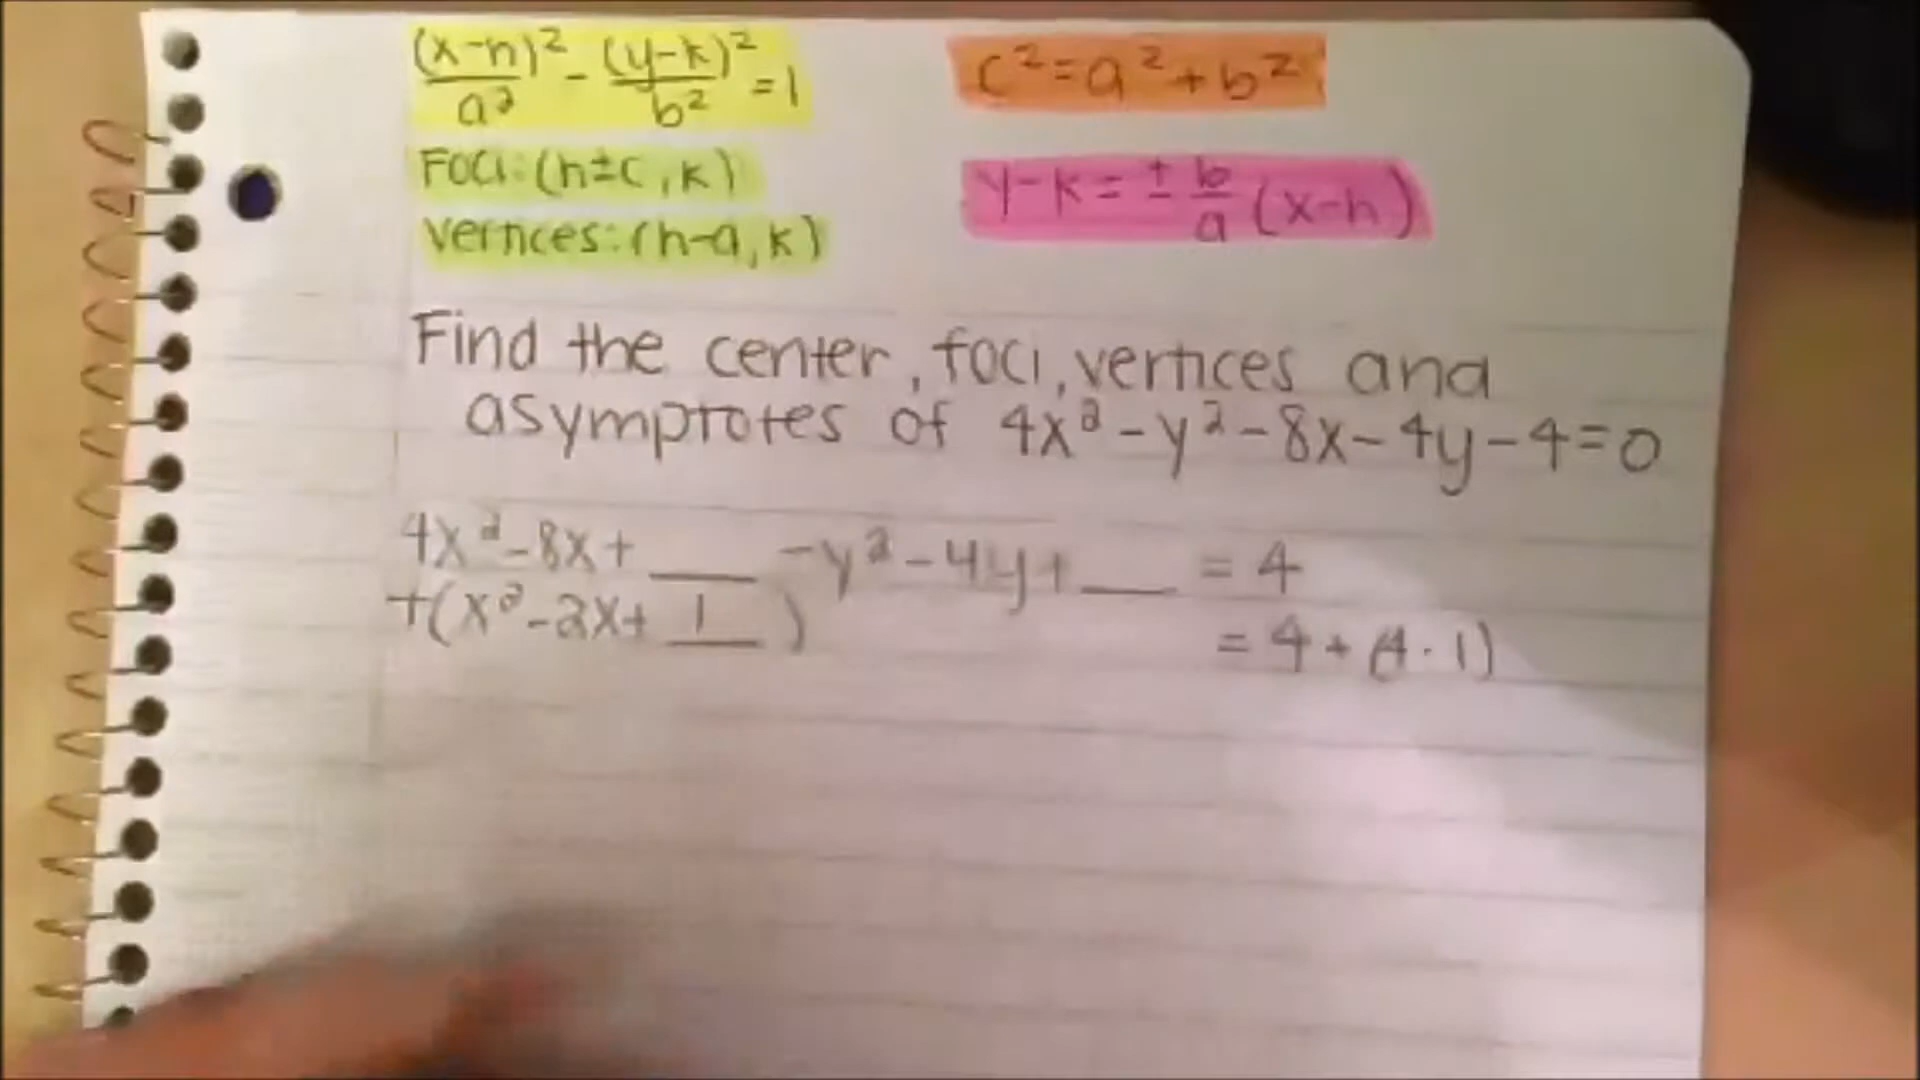 (x-h)²/a² - (y-k)²/b² = 1
c² = a² + b²
Foci: (h±c, k)
y-k = ± b/a (x-h)
Vertices: (h-a, k)
Find the center, foci, vertices and
asymptotes of 4x² - y² - 8x - 4y - 4 = 0
4x² - 8x + ___ - y² - 4y + ___ = 4
+(x² - 2x + 1) = 4 + (4·1)